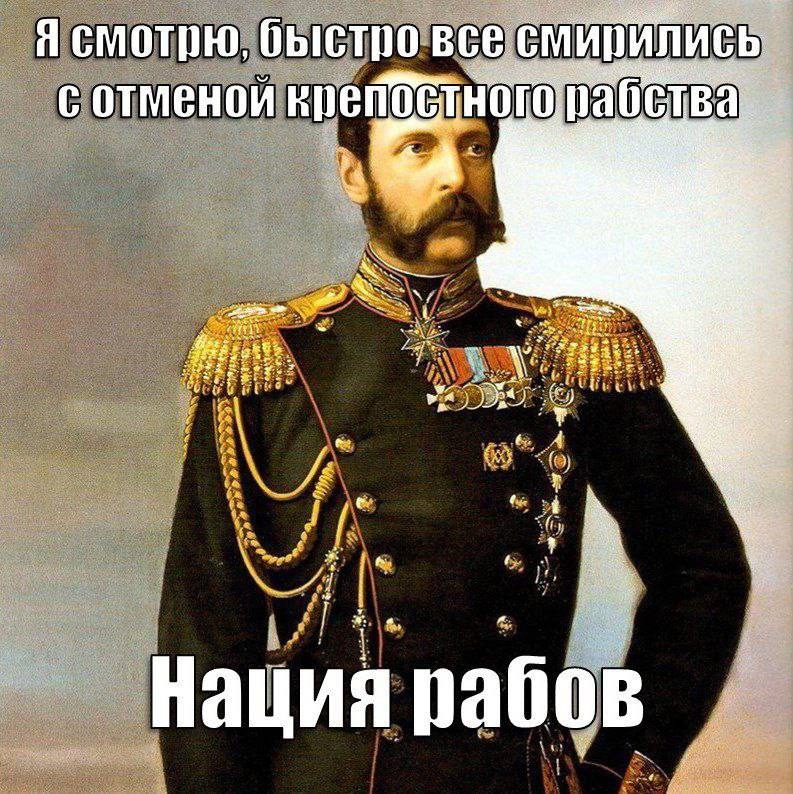 Я смотрю, быстро все смирились
с отменой крепостного рабства
Нация рабов